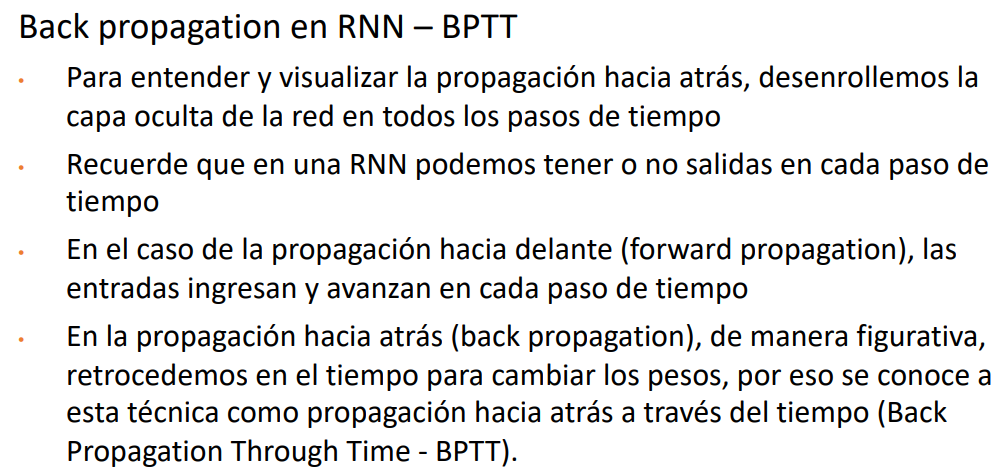 Back propagation en RNN – BPTT
• Para entender y visualizar la propagación hacia atrás, desenrollemos la
capa oculta de la red en todos los pasos de tiempo
• Recuerde que en una RNN podemos tener o no salidas en cada paso de
tiempo
• En el caso de la propagación hacia delante (forward propagation), las
entradas ingresan y avanzan en cada paso de tiempo
• En la propagación hacia atrás (back propagation), de manera figurativa,
retrocedemos en el tiempo para cambiar los pesos, por eso se conoce a
esta técnica como propagación hacia atrás a través del tiempo (Back
Propagation Through Time - BPTT).